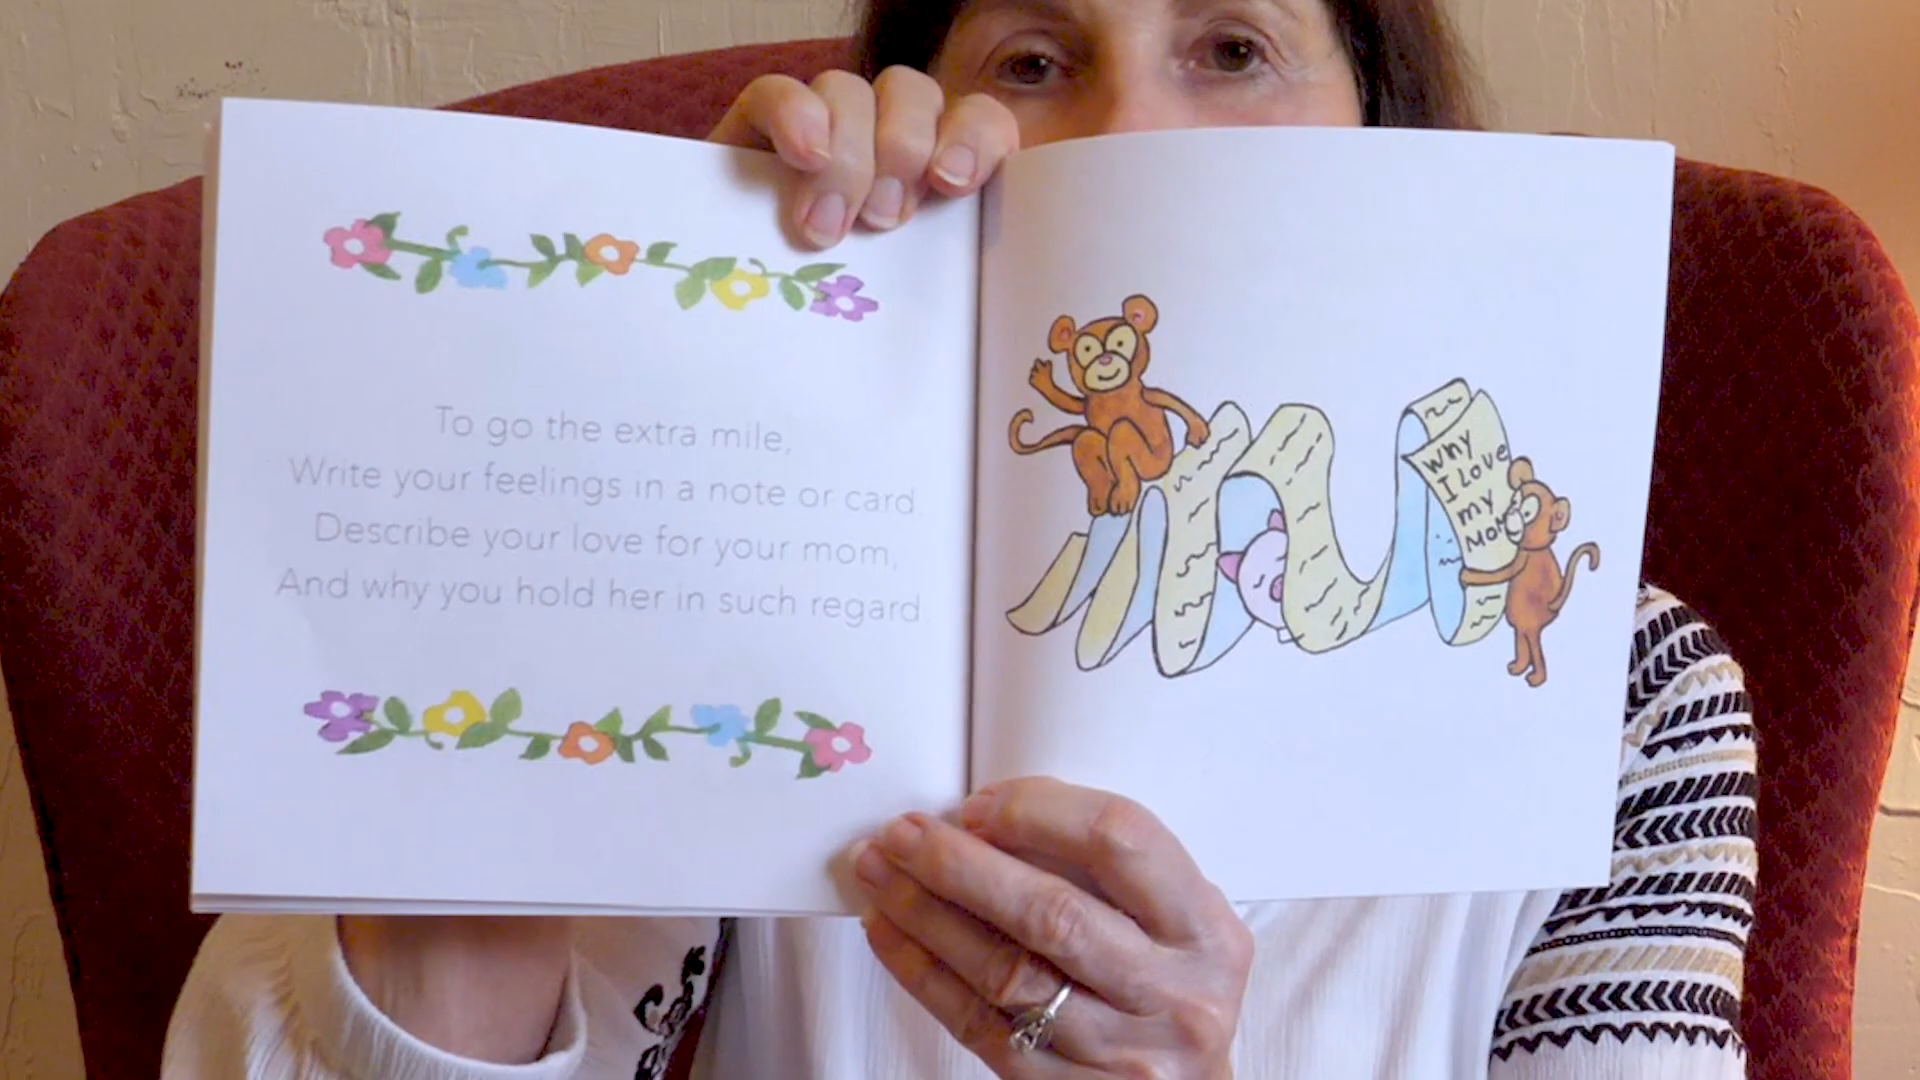 To go the extra mile,
Write your feelings in a note or card.
Describe your love for your mom,
And why you hold her in such regard
Why
I Love
my
Mom